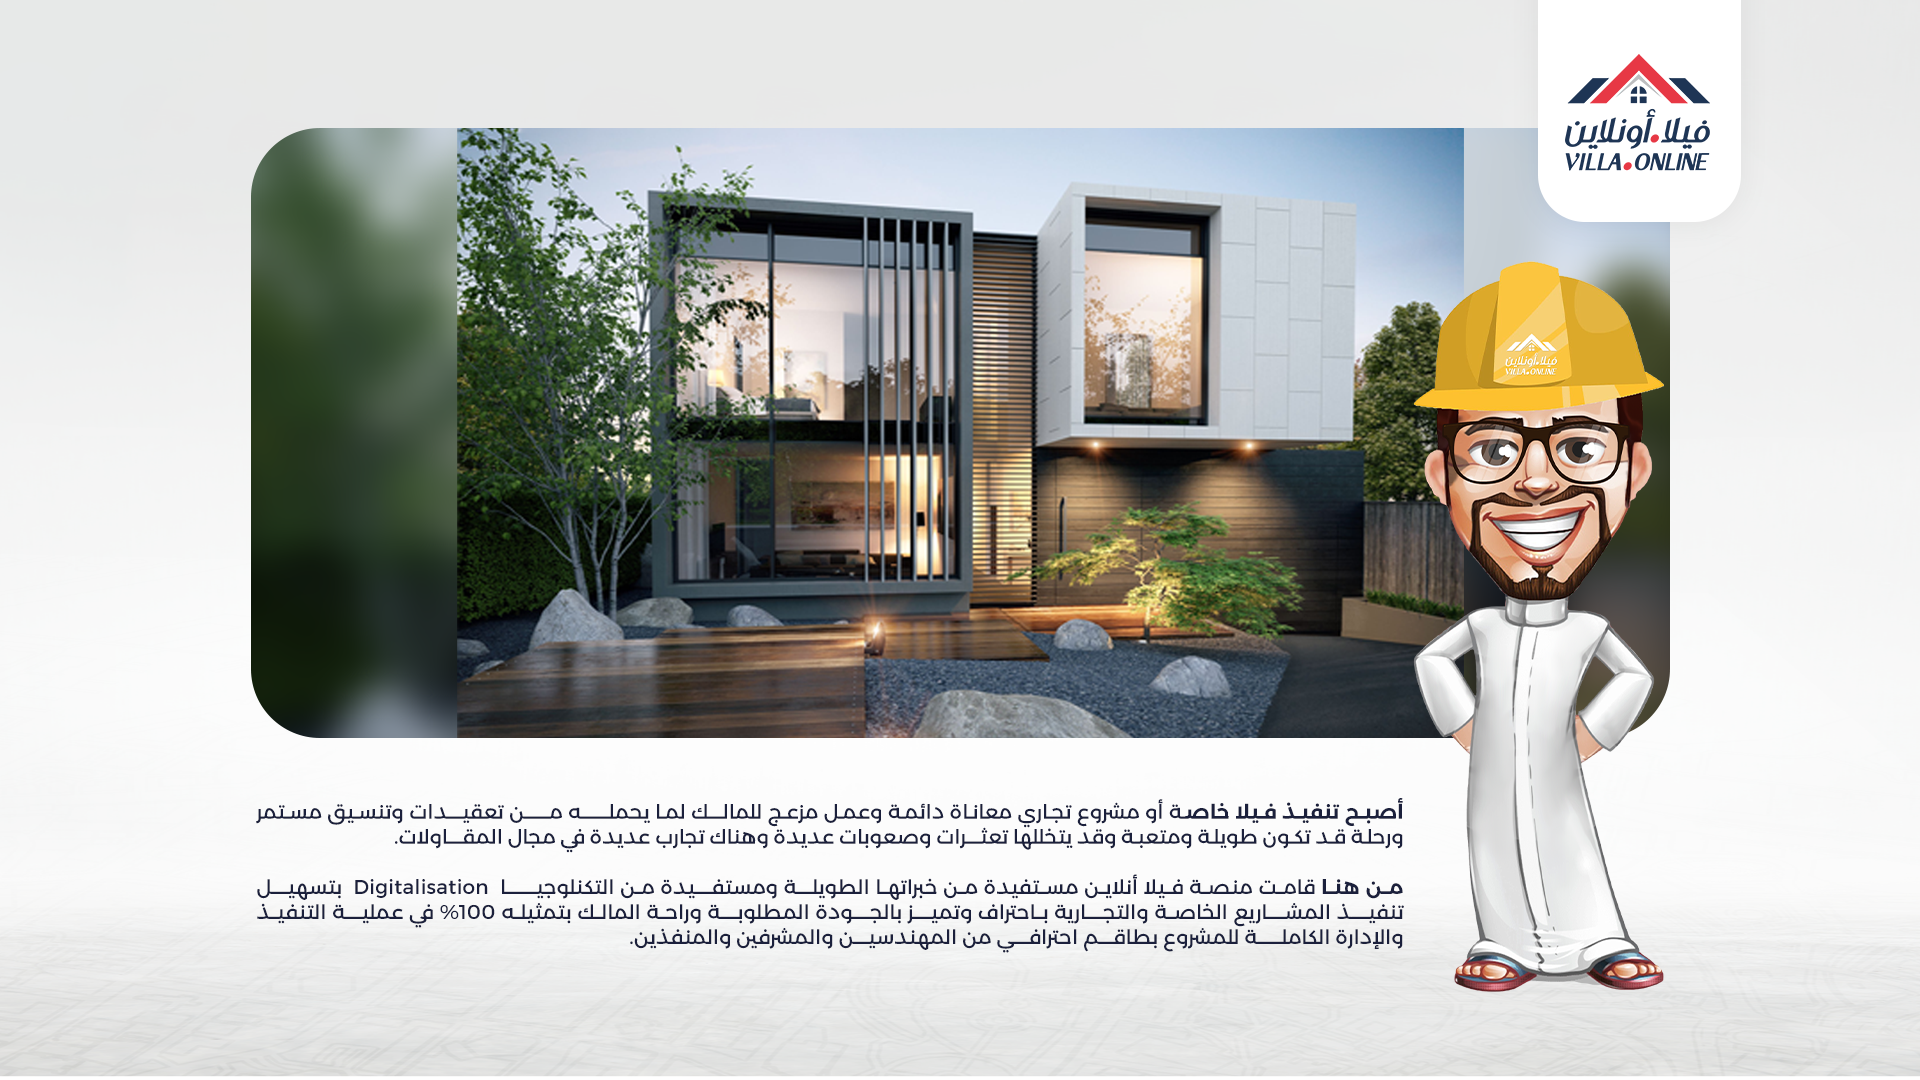 فيلا.أونلاين
VILLA.ONLINE
فيلا.أونلاين
VILLA.ONLINE
أصبح تنفيذ فيلا خاصة أو مشروع تجاري معاناة دائمة وعمل مزعج للمالك لما يحمله من تعقيدات وتنسيق مستمر
ورحلة قد تكون طويلة ومتعبة وقد يتخللها تعثرات وصعوبات عديدة وهناك تجارب عديدة في مجال المقاولات.
من هنا قامت منصة فيلا أنلاين مستفيدة من خبراتها الطويلة ومستفيدة من التكنلوجيا Digitalisation بتسهيل
تنفيذ المشاريع الخاصة والتجارية باحتراف وتميز بالجودة المطلوبة وراحة المالك بتمثيله 100% في عملية التنفيذ
والإدارة الكاملة للمشروع بطاقم احترافي من المهندسين والمشرفين والمنفذين.